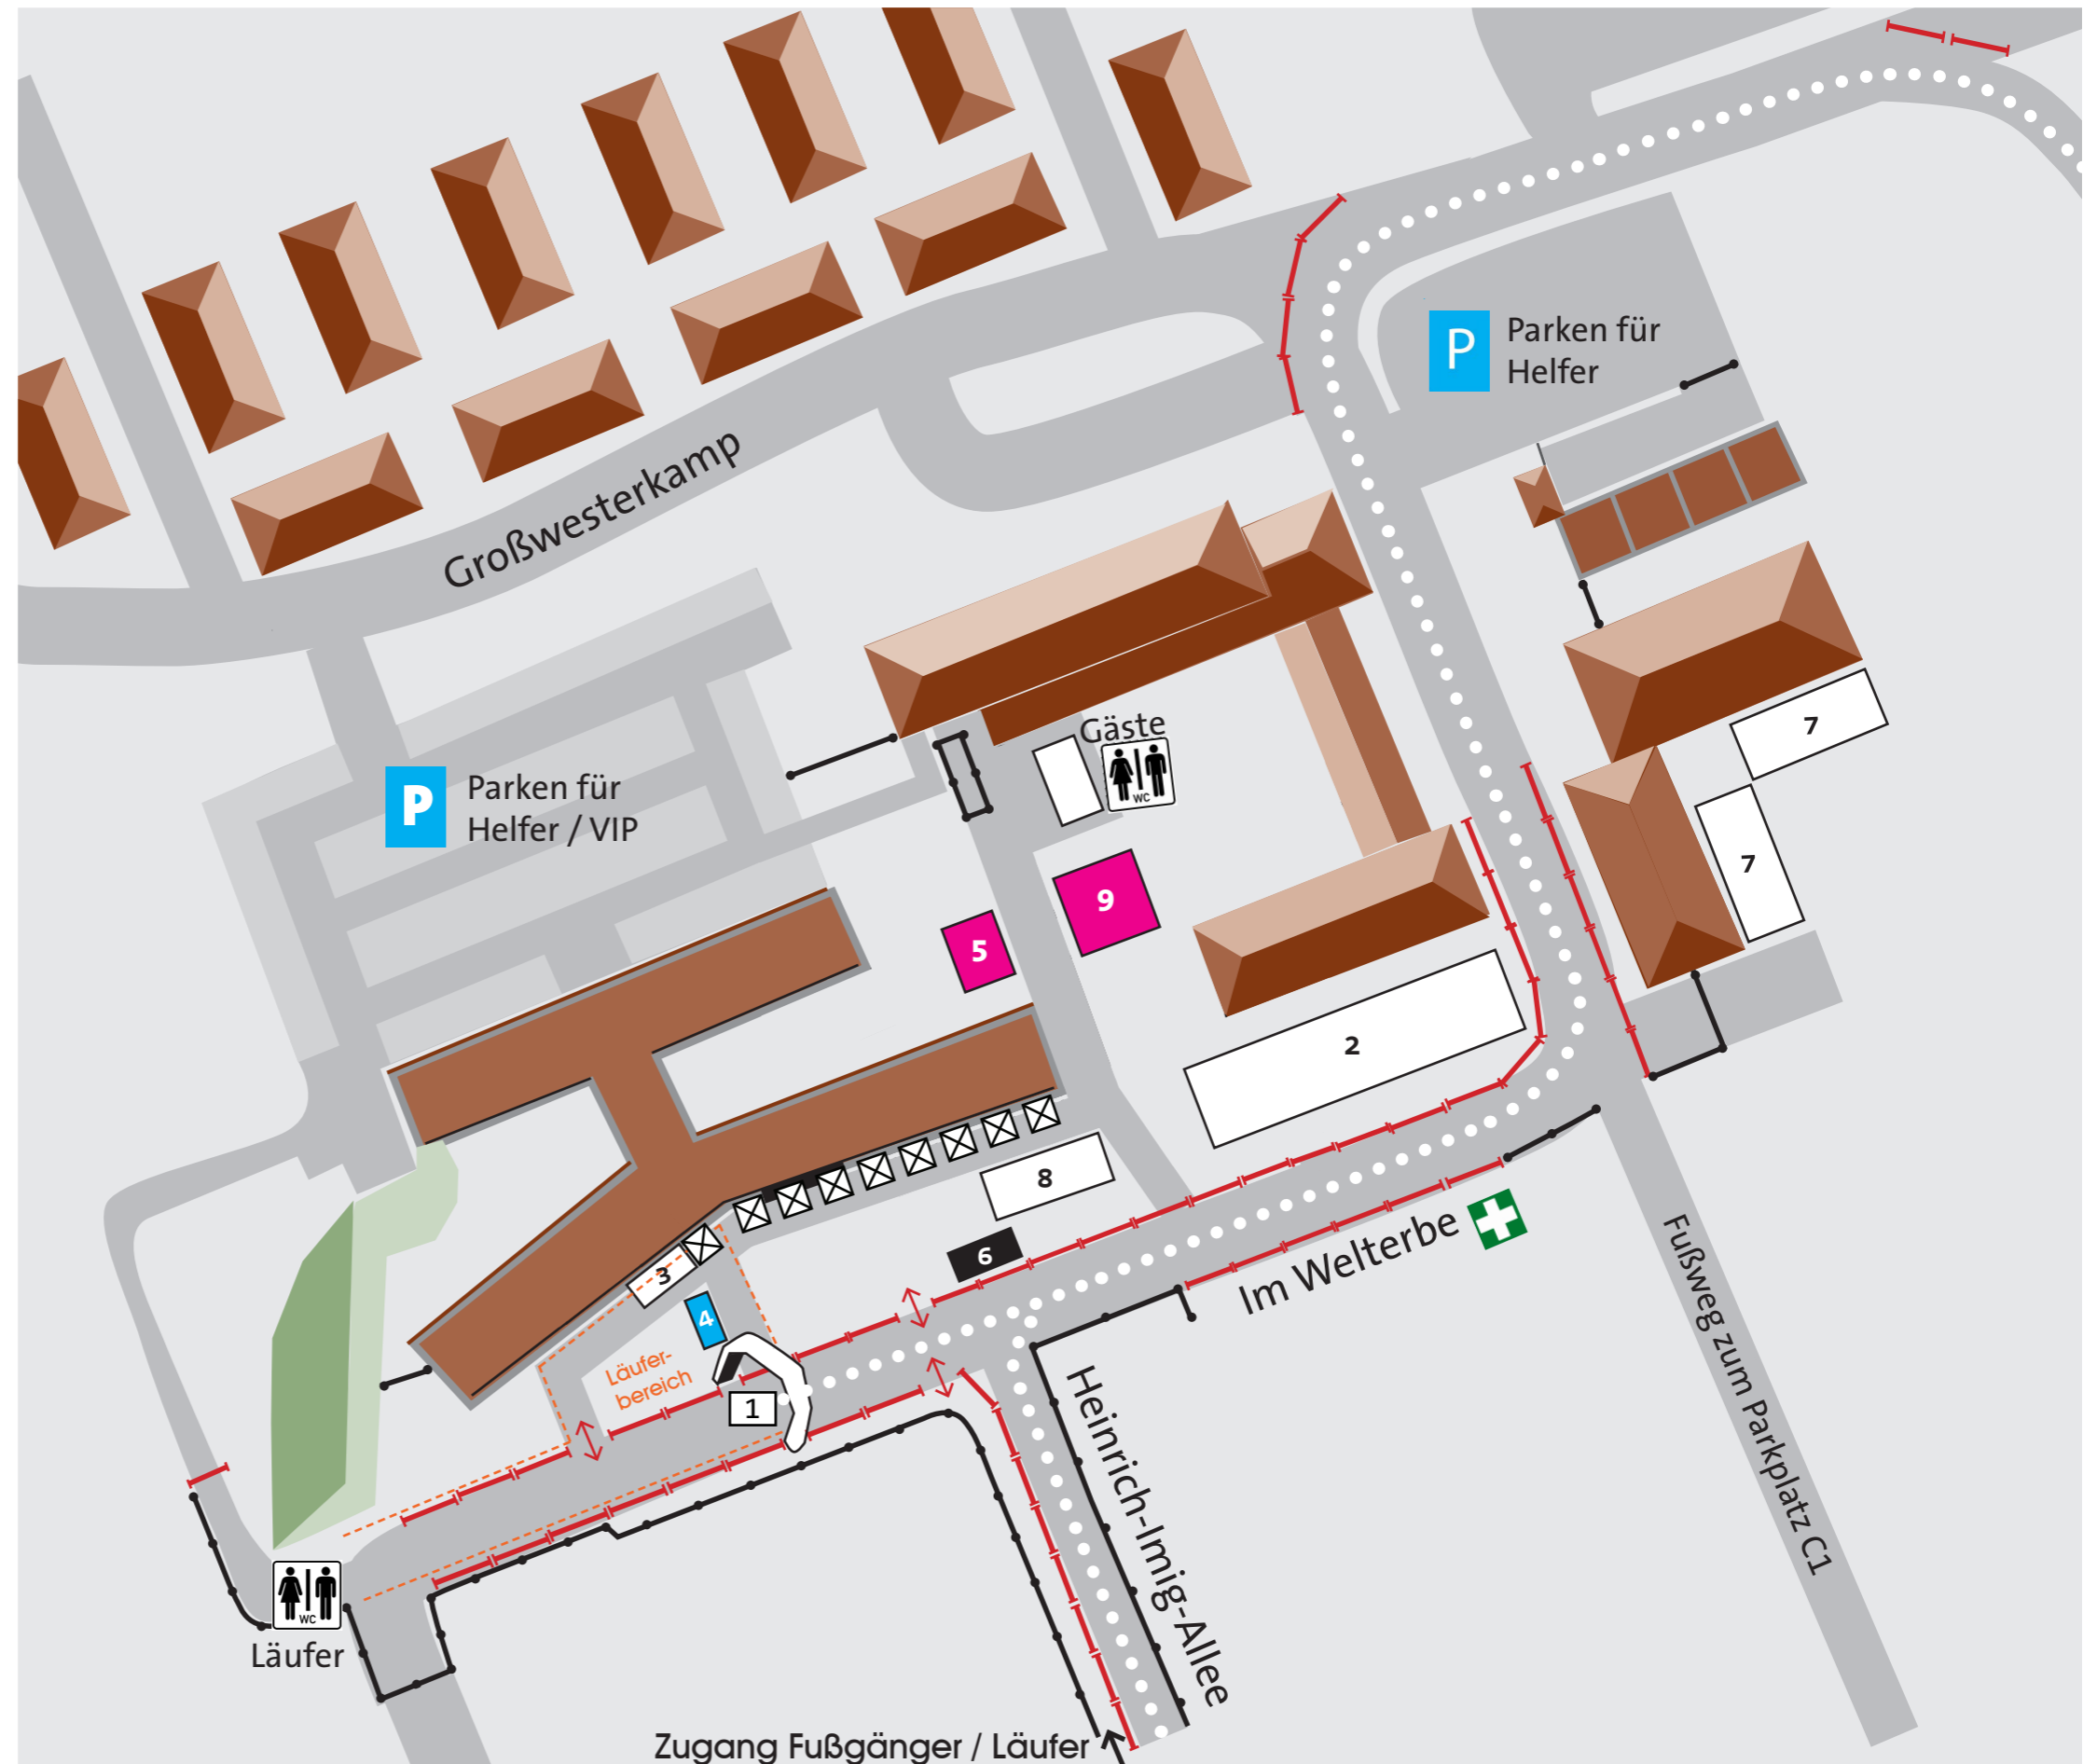 P
Parken für
Helfer
Großwesterkamp
Gäste
WC
7
P
Parken für
Helfer / VIP
7
9
5
2
8
6
Im Welterbe
3
4
Läufer-
bereich
1
Fußweg zum Parkplatz C1
Heinrich-Imig-Allee
WC
Läufer
Zugang Fußgänger / Läufer